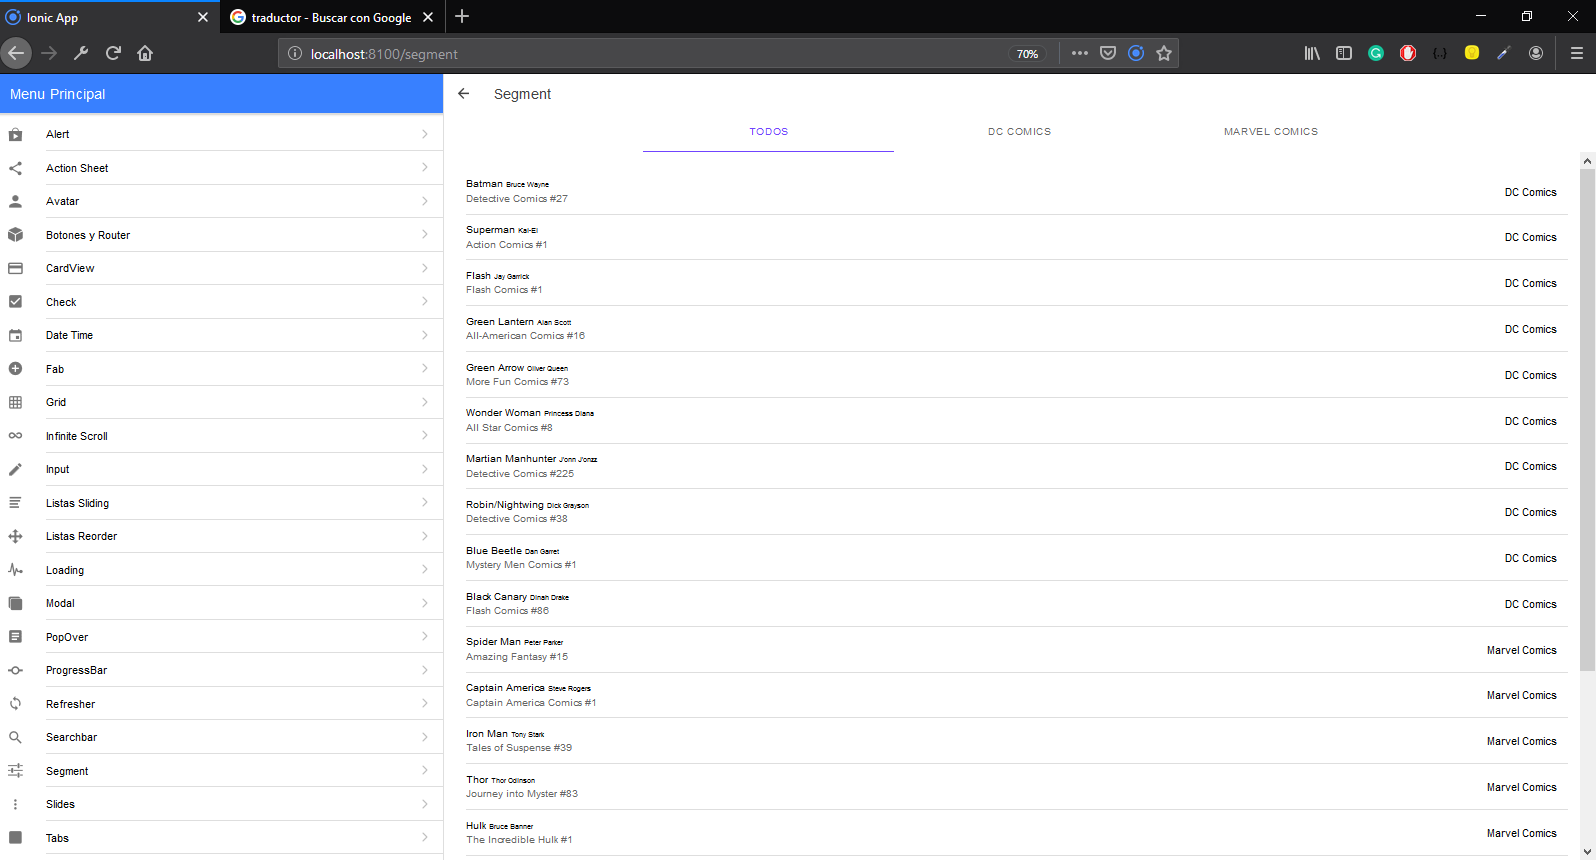 Ionic App
traductor - Buscar con Google
localhost:8100/segment
70%
Menu Principal
Alert
Action Sheet
Avatar
Botones y Router
CardView
Check
Date Time
Fab
Grid
Infinite Scroll
Input
Listas Sliding
Listas Reorder
Loading
Modal
PopOver
ProgressBar
Refresher
Searchbar
Segment
Slides
Tabs
Segment
TODOS DC COMICS MARVEL COMICS
Batman Bruce Wayne
Detective Comics #27
DC Comics
Superman Kal-El
Action Comics #1
DC Comics
Flash Jay Garrick
Flash Comics #1
DC Comics
Green Lantern Alan Scott
All-American Comics #16
DC Comics
Green Arrow Oliver Queen
More Fun Comics #73
DC Comics
Wonder Woman Princess Diana
All Star Comics #8
DC Comics
Martian Manhunter J'onn J'onzz
Detective Comics #225
DC Comics
Robin/Nightwing Dick Grayson
Detective Comics #38
DC Comics
Blue Beetle Dan Garret
Mystery Men Comics #1
DC Comics
Black Canary Dinah Drake
Flash Comics #86
DC Comics
Spider Man Peter Parker
Amazing Fantasy #15
Marvel Comics
Captain America Steve Rogers
Captain America Comics #1
Marvel Comics
Iron Man Tony Stark
Tales of Suspense #39
Marvel Comics
Thor Thor Odinson
Journey into Myster #83
Marvel Comics
Hulk Bruce Banner
The Incredible Hulk #1
Marvel Comics